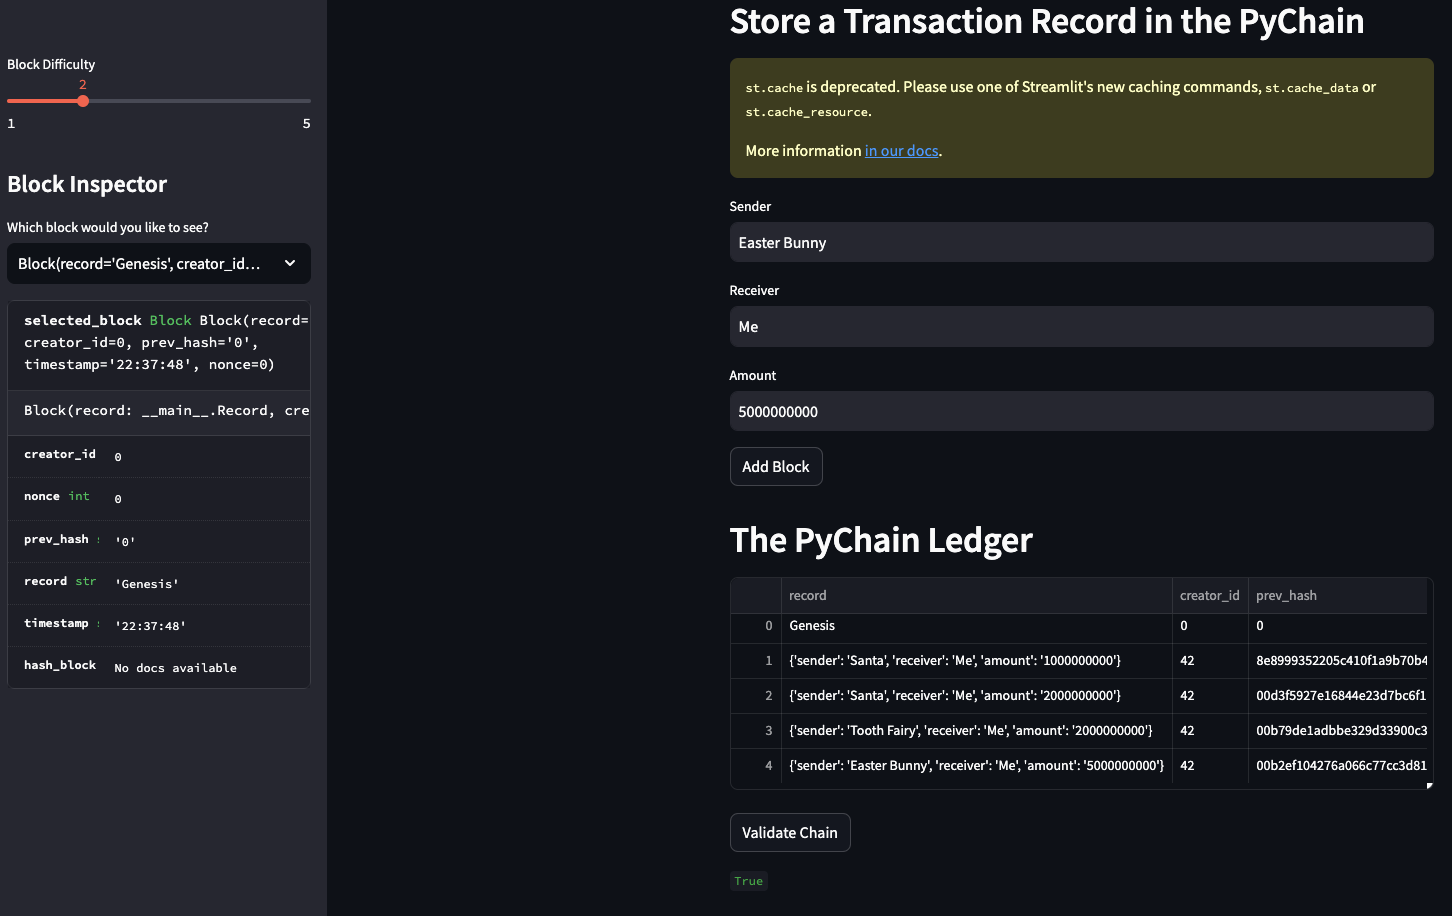 Block Difficulty
2
1 5
Block Inspector
Which block would you like to see?
Block(record='Genesis', creator_id...
selected_block Block Block(record=
creator_id=0, prev_hash='0',
timestamp='22:37:48', nonce=0)
Block(record: __main__.Record, cre
creator_id 0
nonce int 0
prev_hash s '0'
record str 'Genesis'
timestamp s '22:37:48'
hash_block No docs available
Store a Transaction Record in the PyChain
st.cache is deprecated. Please use one of Streamlit's new caching commands, st.cache_data or
st.cache_resource.
More information in our docs.
Sender
Easter Bunny
Receiver
Me
Amount
5000000000
Add Block
The PyChain Ledger
record creator_id prev_hash
0 Genesis 0 0
1 {'sender': 'Santa', 'receiver': 'Me', 'amount': '1000000000'} 42 8e8999352205c410f1a9b70b4
2 {'sender': 'Santa', 'receiver': 'Me', 'amount': '2000000000'} 42 00d3f5927e16844e23d7bc6f1
3 {'sender': 'Tooth Fairy', 'receiver': 'Me', 'amount': '2000000000'} 42 00b79de1adbbe329d33900c3
4 {'sender': 'Easter Bunny', 'receiver': 'Me', 'amount': '5000000000'} 42 00b2ef104276a066c77cc3d81
Validate Chain
True